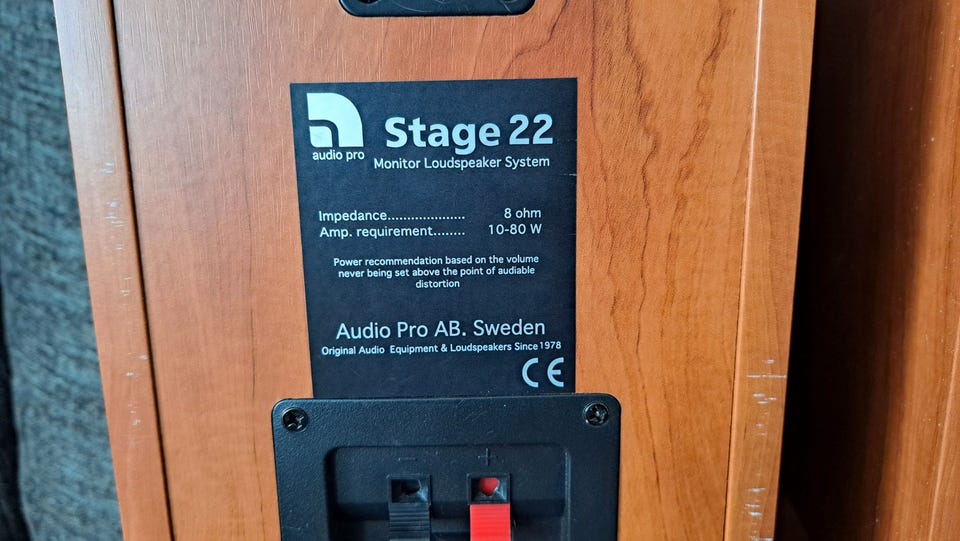 audio pro
Stage 22
Monitor Loudspeaker System
Impedance.................... 8 ohm
Amp. requirement........ 10-80 W
Power recommendation based on the volume
never being set above the point of audiable
distortion
Audio Pro AB. Sweden
Original Audio Equipment & Loudspeakers Since 1978
CE
− +